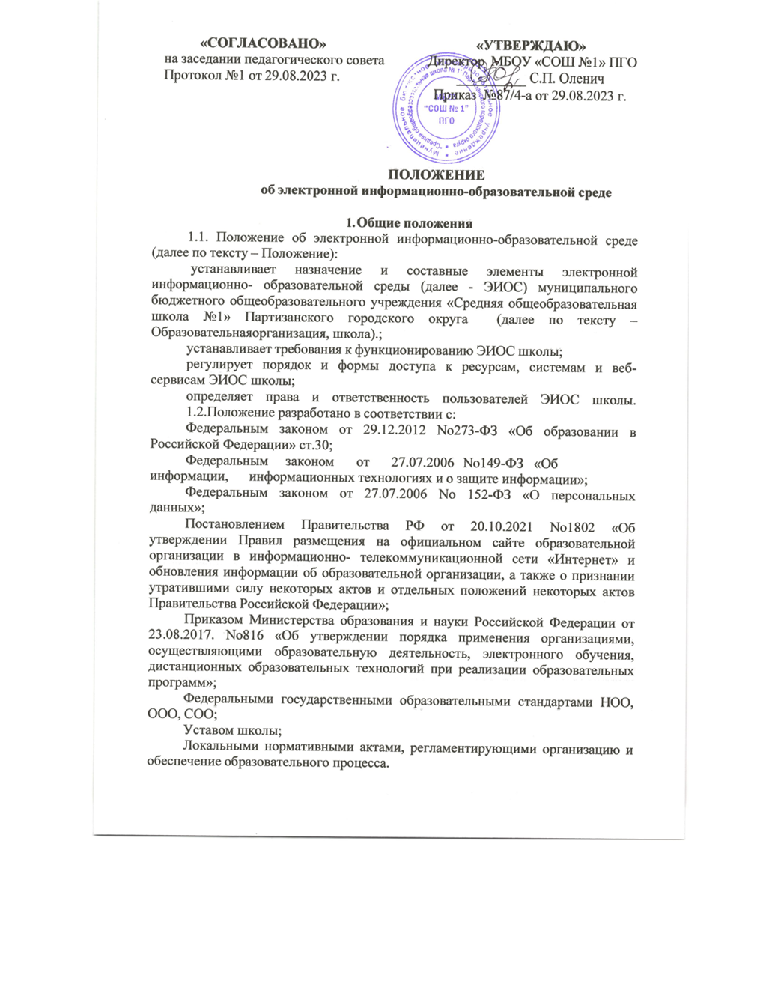 «СОГЛАСОВАНО»
на заседании педагогического совета
Протокол №1 от 29.08.2023 г.
«УТВЕРЖДАЮ»
Директор МБОУ «СОШ №1» ПГО
С.П. Оленич
Приказ №87/4-а от 29.08.2023 г.
"СОШ № 1"
ПГО
ПОЛОЖЕНИЕ
об электронной информационно-образовательной среде
1.Общие положения
1.1. Положение об электронной информационно-образовательной среде
(далее по тексту – Положение):
устанавливает назначение и составные элементы электронной
информационно- образовательной среды (далее - ЭИОС) муниципального
бюджетного общеобразовательного учреждения «Средняя общеобразовательная
школа №1» Партизанского городского округа (далее по тексту –
Образовательнаяорганизация, школа).;
устанавливает требования к функционированию ЭИОС школы;
регулирует порядок и формы доступа к ресурсам, системам и веб-
сервисам ЭИОС школы;
определяет права и ответственность пользователей ЭИОС школы.
1.2.Положение разработано в соответствии с:
Федеральным законом от 29.12.2012 No273-ФЗ «Об образовании в
Российской Федерации» ст.30;
Федеральным законом от 27.07.2006 No149-ФЗ «Об
информации, информационных технологиях и о защите информации»;
Федеральным законом от 27.07.2006 No 152-ФЗ «О персональных
данных»;
Постановлением Правительства РФ от 20.10.2021 No1802 «Об
утверждении Правил размещения на официальном сайте образовательной
организации в информационно- телекоммуникационной сети «Интернет» и
обновления информации об образовательной организации, а также о признании
утратившими силу некоторых актов и отдельных положений некоторых актов
Правительства Российской Федерации»;
Приказом Министерства образования и науки Российской Федерации от
23.08.2017. No816 «Об утверждении порядка применения организациями,
осуществляющими образовательную деятельность, электронного обучения,
дистанционных образовательных технологий при реализации образовательных
программ»;
Федеральными государственными образовательными стандартами НОО,
ООО, СОО;
Уставом школы;
Локальными нормативными актами, регламентирующими организацию и
обеспечение образовательного процесса.